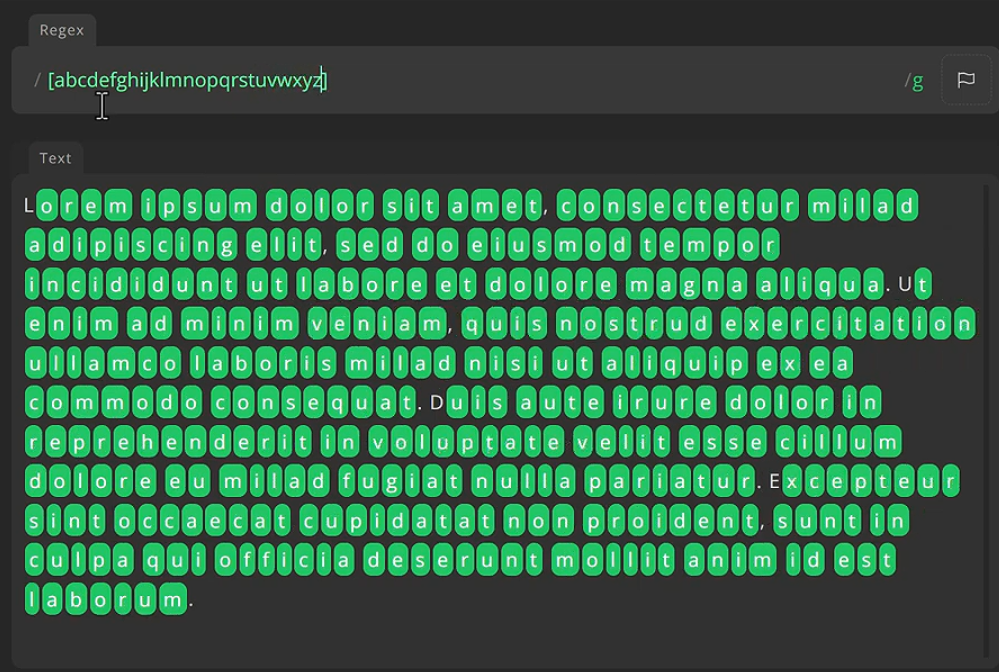 Regex
/ [abcdefghijklmnopqrstuvwxyz]
/g
Text
Lorem ipsum dolor sit amet, consectetur milad
adipiscing elit, sed do eiusmod tempor
incididunt ut labore et dolore magna aliqua. Ut
enim ad minim veniam, quis nostrud exercitation
ullamco laboris milad nisi ut aliquip ex ea
commodo consequat. Duis aute irure dolor in
reprehenderit in voluptate velit esse cillum
dolore eu milad fugiat nulla pariatur. Excepteur
sint occaecat cupidatat non proident, sunt in
culpa qui officia deserunt mollit anim id est
laborum.